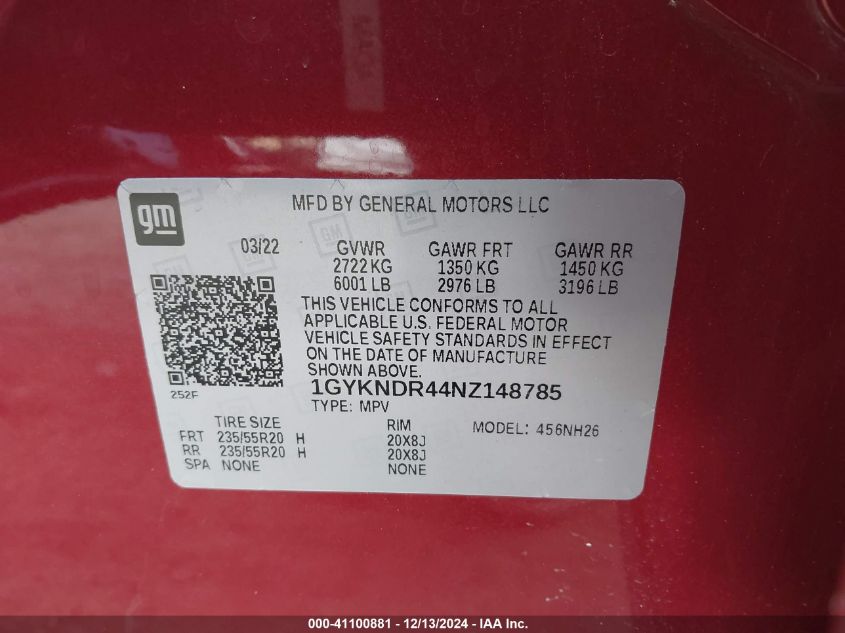 gm
MFD BY GENERAL MOTORS LLC
03/22 GVWR GAWR FRT GAWR RR
2722 KG 1350 KG 1450 KG
6001 LB 2976 LB 3196 LB
THIS VEHICLE CONFORMS TO ALL
APPLICABLE U.S. FEDERAL MOTOR
VEHICLE SAFETY STANDARDS IN EFFECT
ON THE DATE OF MANUFACTURE
SHOWN ABOVE.
252F 1GYKNDR44NZ148785
TYPE: MPV
TIRE SIZE RIM MODEL: 456NH26
FRT 235/55R20 H 20X8J
RR 235/55R20 H 20X8J
SPA NONE NONE
000-41100881 - 12/13/2024 - IAA Inc.